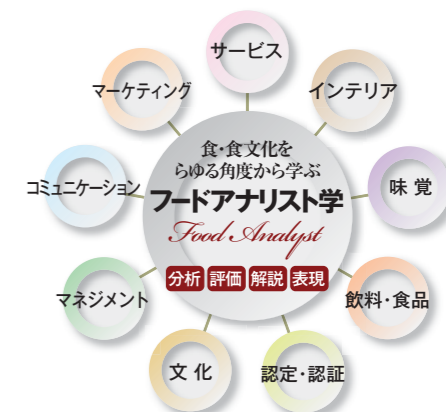 サービス
マーケティング
インテリア
食・食文化を
らゆる角度から学ぶ
コミュニケーション
フードアナリスト学
味 覚
Food Analyst
分析 評価 解説 表現
マネジメント
飲料・食品
文 化
認定・認証